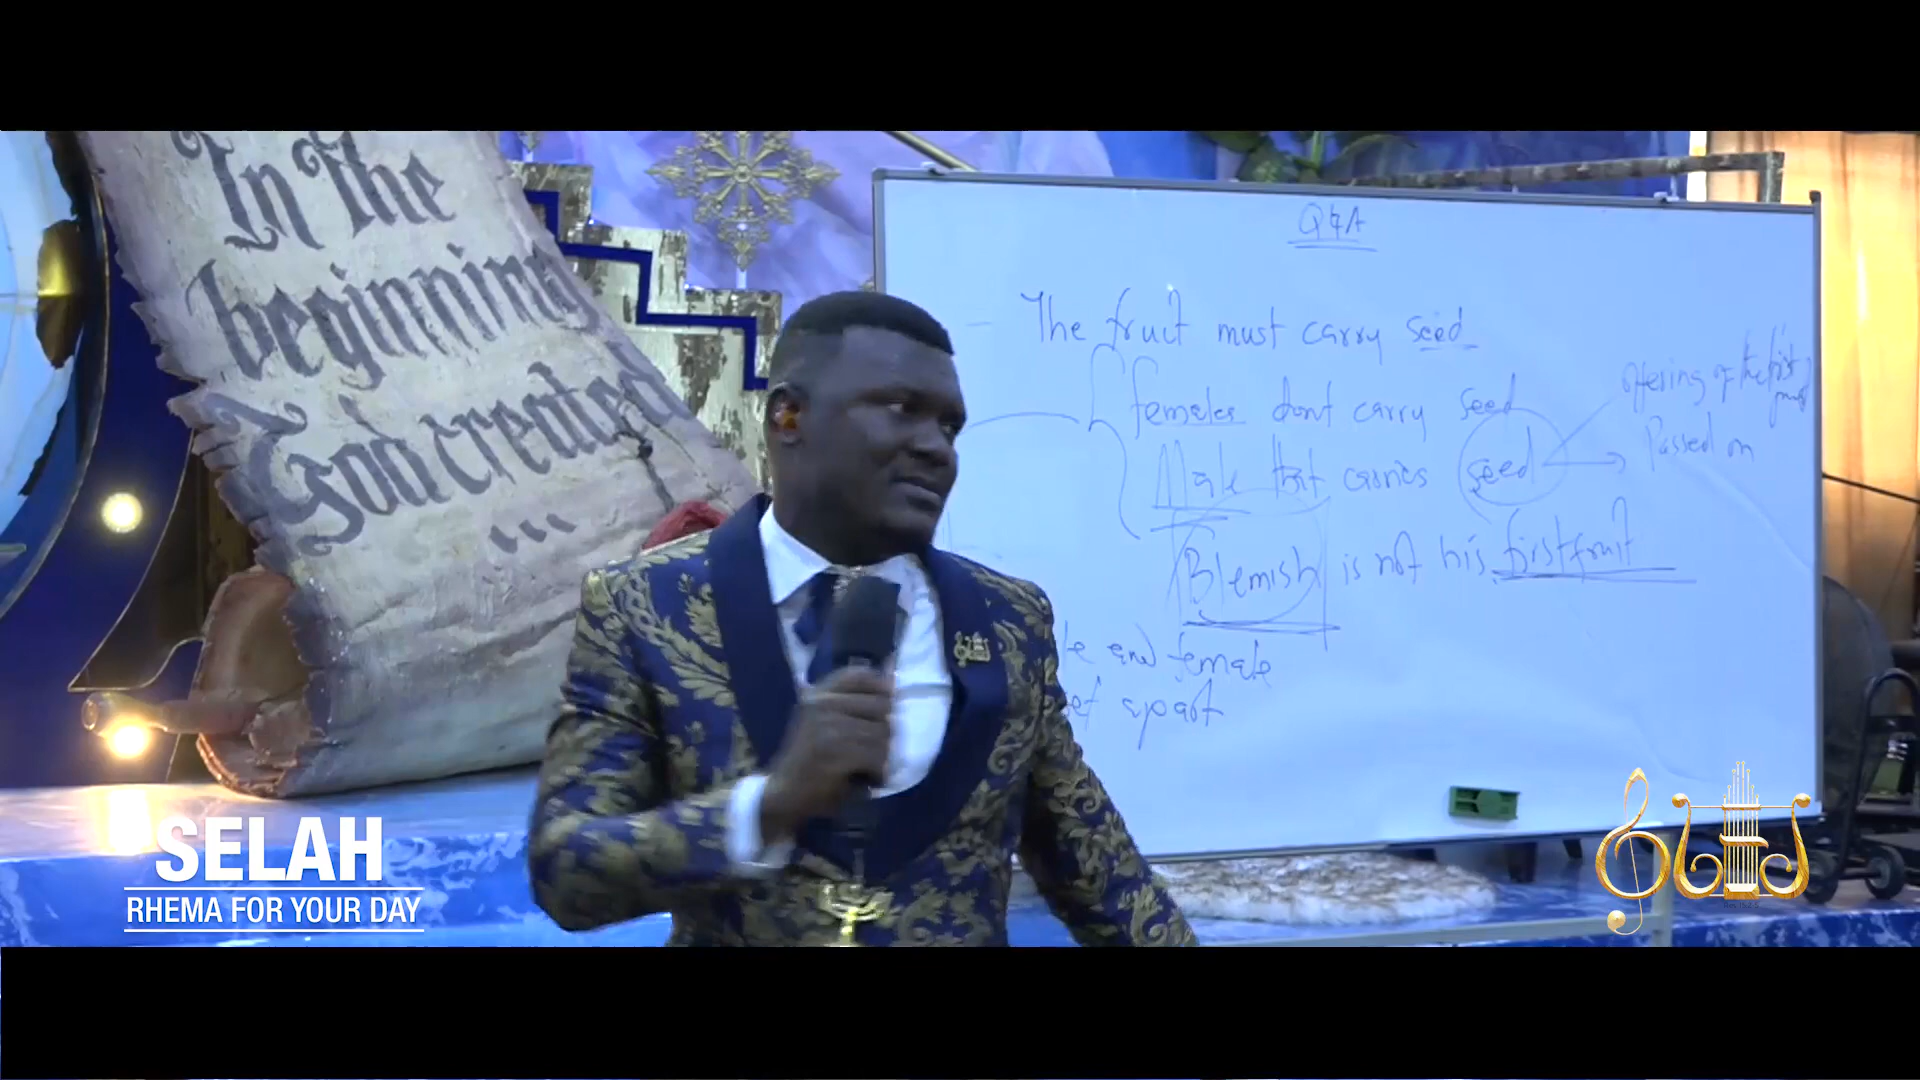 In the
beginning
God created
...
Q&A
The fruit must carry seed
females dont carry seed
Male that carries seed
offering of the first
Passed on
Blemish is not his firstfruit
and female
apart
SELAH
RHEMA FOR YOUR DAY